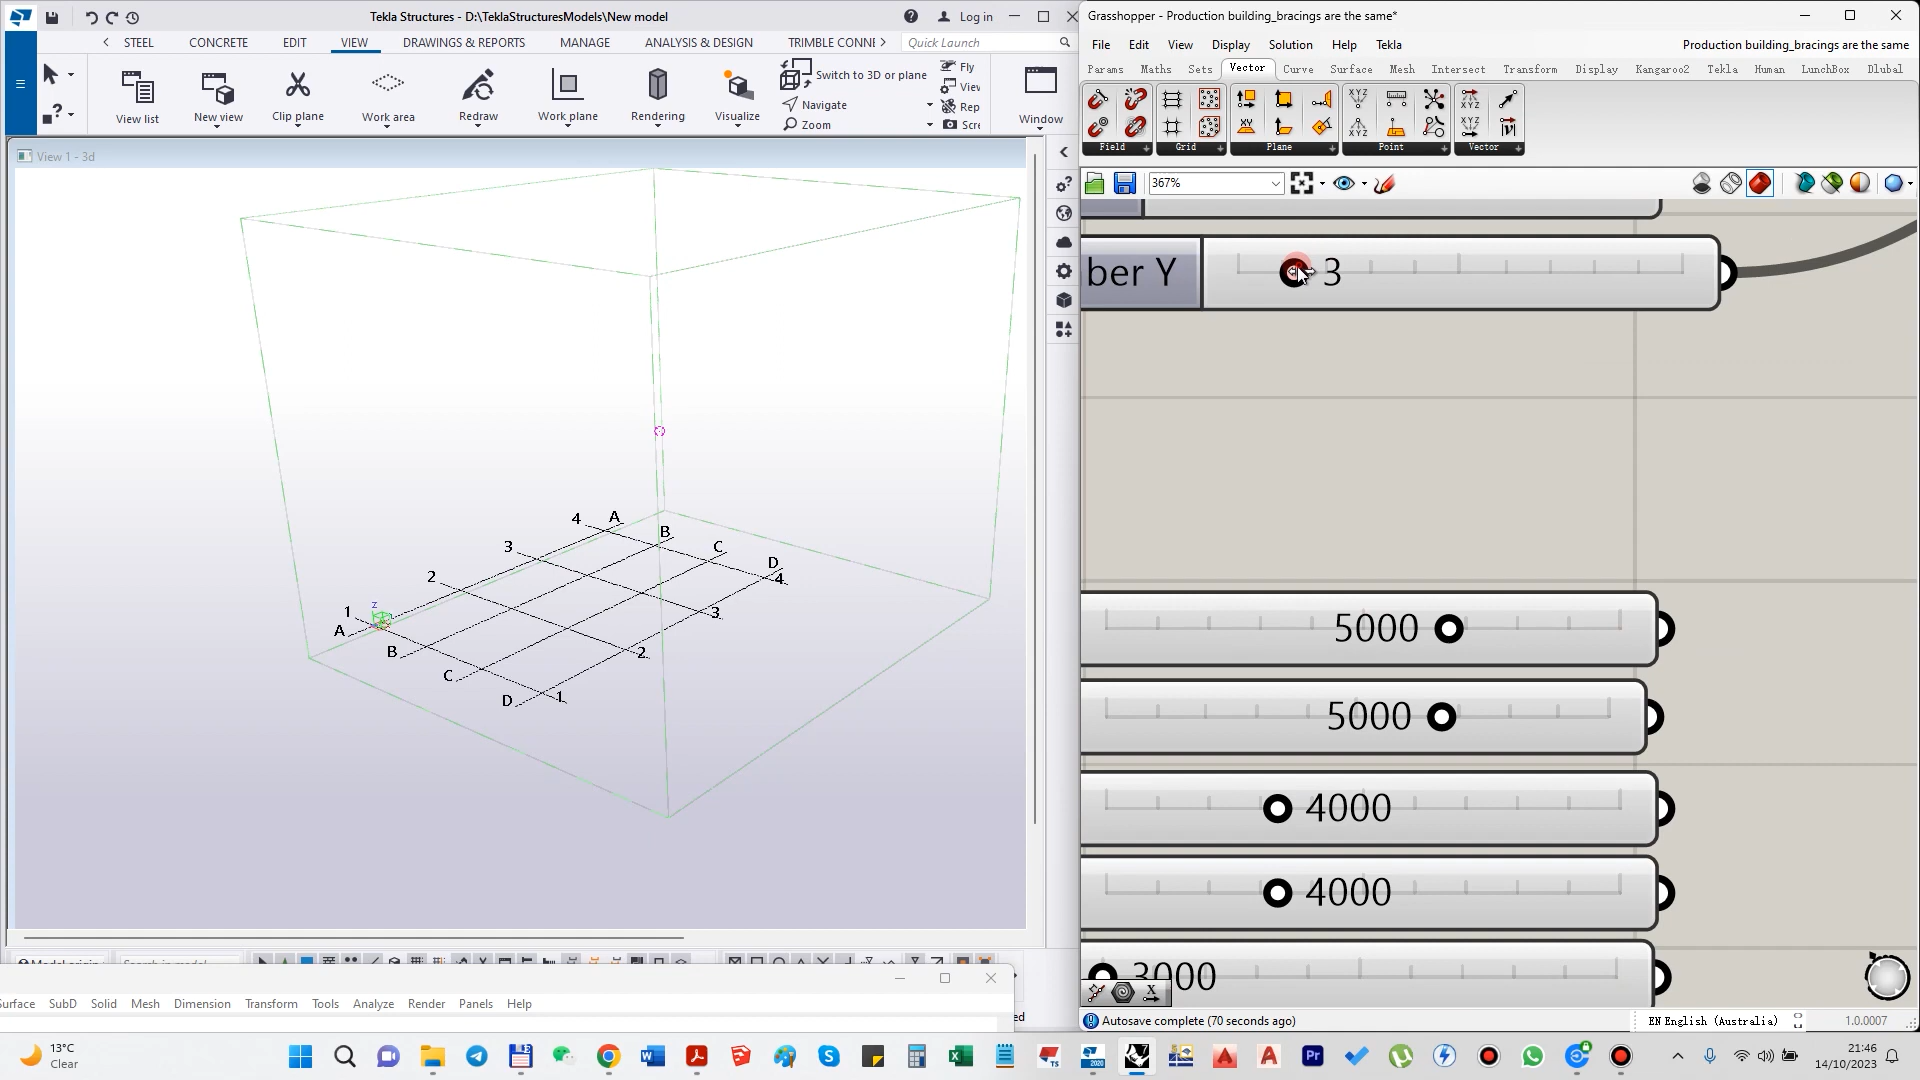 Tekla Structures - D:\TeklaStructuresModels\New model
Log in
STEEL CONCRETE EDIT VIEW DRAWINGS & REPORTS MANAGE ANALYSIS & DESIGN TRIMBLE CONNE
Quick Launch
View list
New view
Clip plane
Work area
Redraw
Work plane
Rendering
Visualize
Switch to 3D or plane
Navigate
Zoom
Fly
Viev
Rep
Scre
Window
View 1 - 3d
4 A
B
3
C
D
4
2
z
1
3
A
B
2
C
D
1
Surface SubD Solid Mesh Dimension Transform Tools Analyze Render Panels Help
ed
Grasshopper - Production building_bracings are the same*
File Edit View Display Solution Help Tekla
Production building_bracings are the same
Params Maths Sets Vector Curve Surface Mesh Intersect Transform Display Kangaroo2 Tekla Human LunchBox Dlubal
Field Grid Plane Point Vector
367%
ber Y
3
5000
5000
4000
4000
3000
Autosave complete (70 seconds ago)
EN English (Australia)
1.0.0007
13°C
Clear
21:46
14/10/2023